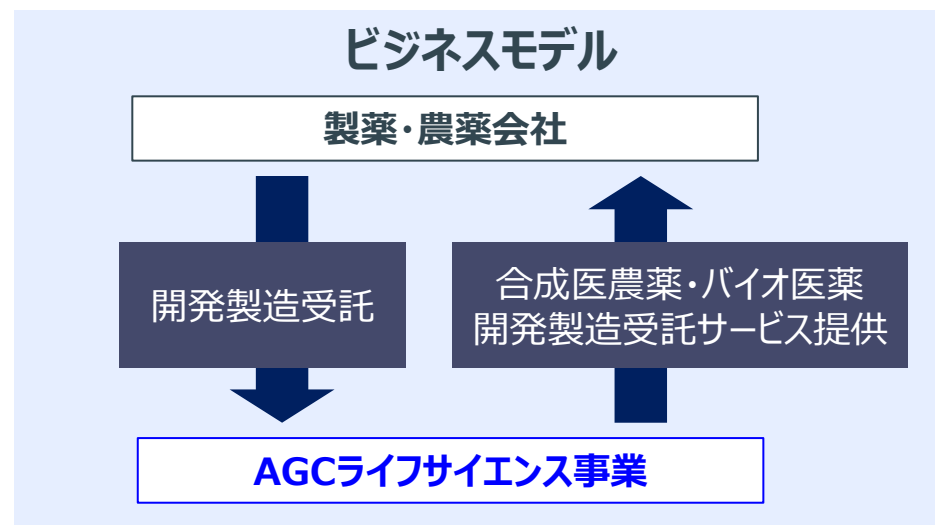 ビジネスモデル
製薬・農薬会社
開発製造受託
合成医農薬・バイオ医薬
開発製造受託サービス提供
AGCライフサイエンス事業